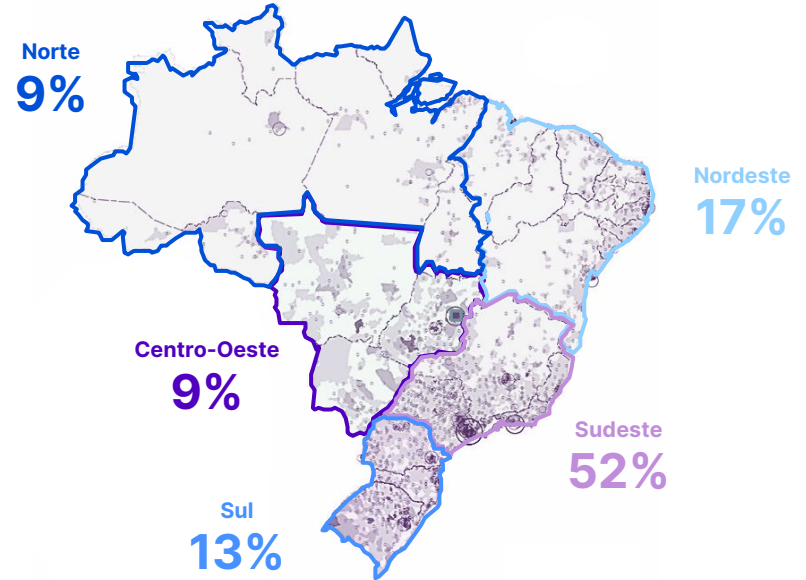 Norte
9%
Nordeste
17%
Centro-Oeste
9%
Sudeste
52%
Sul
13%